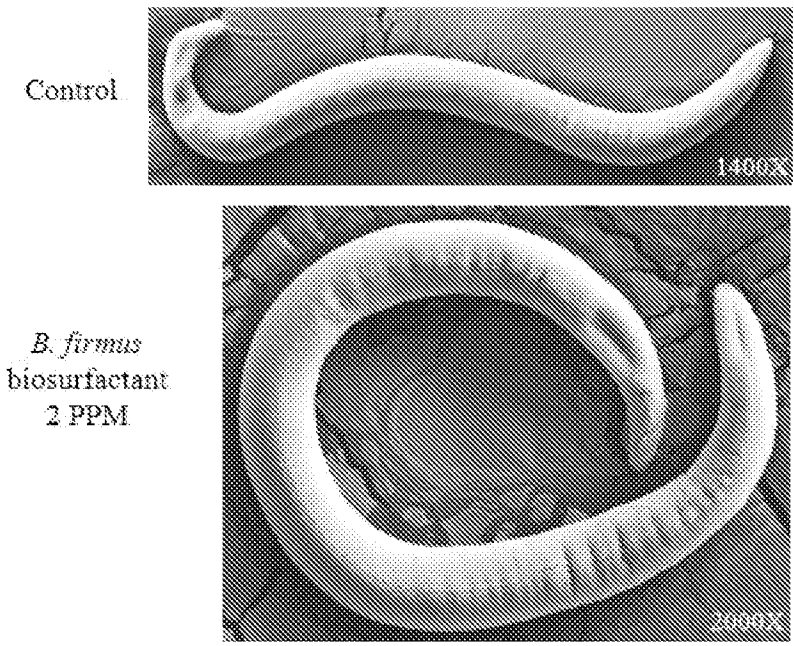 Control
1400X
B. firmus
biosurfactant
2 PPM
2000X